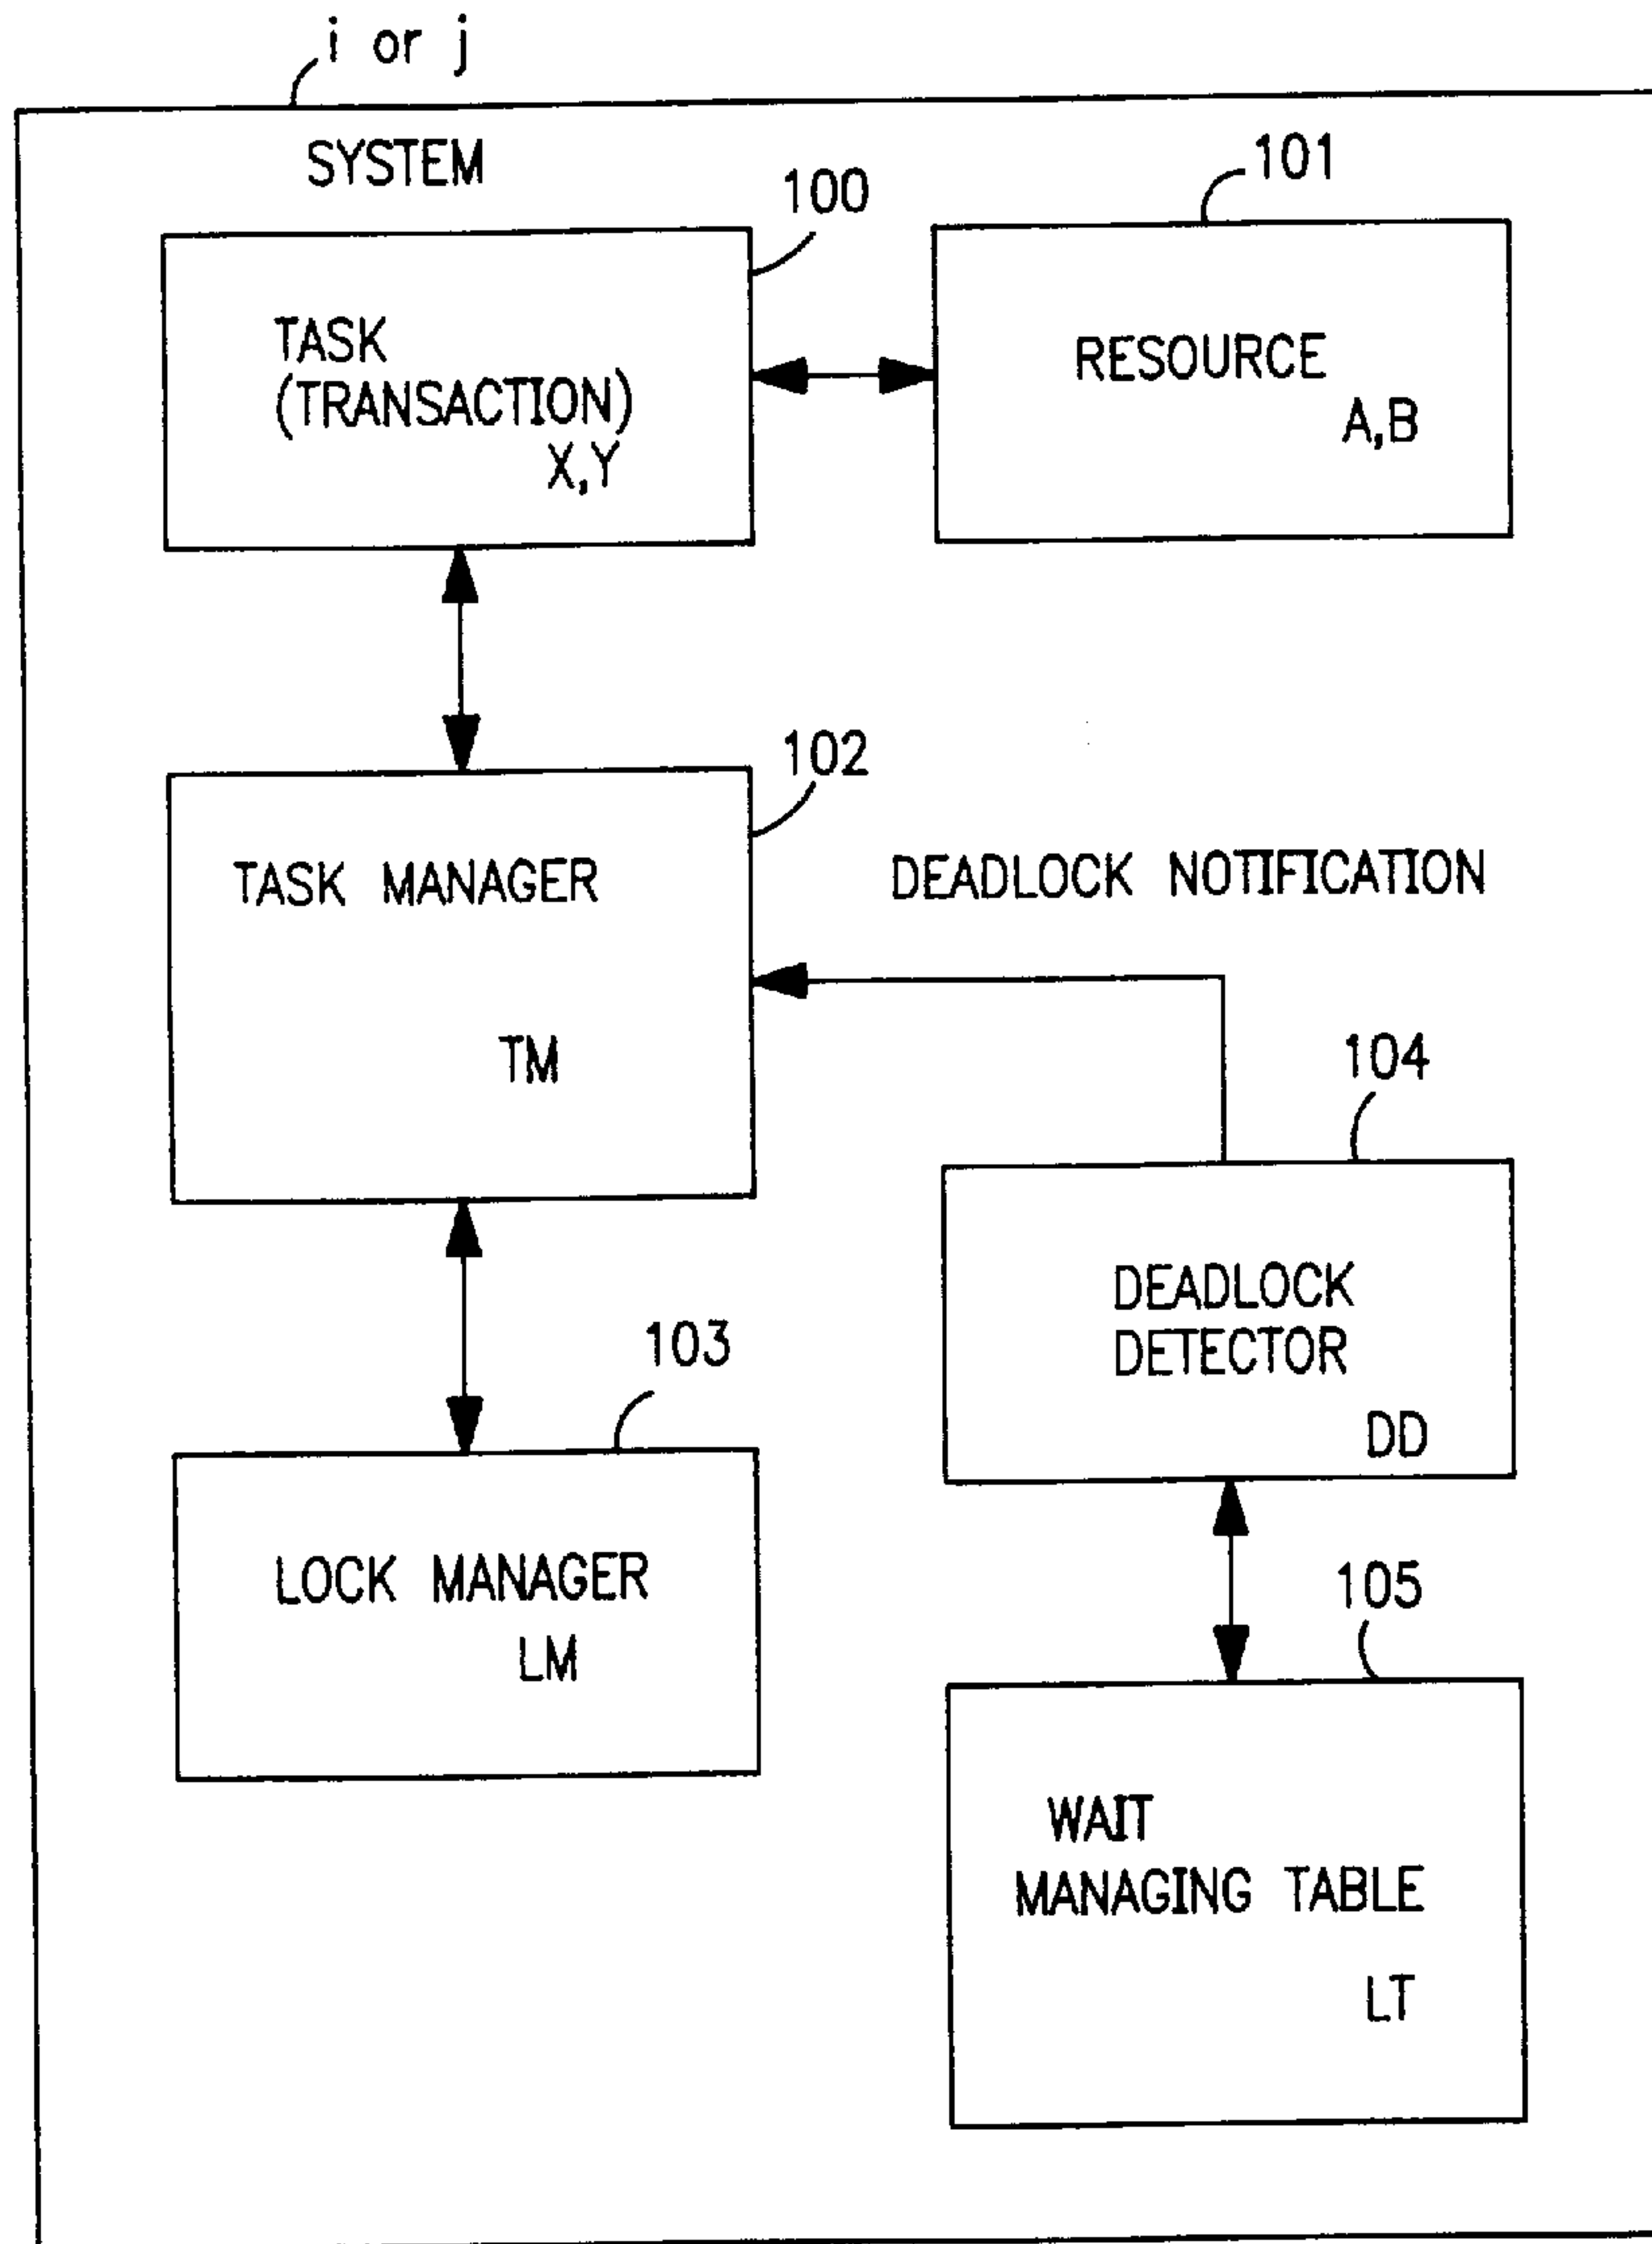 i or j
SYSTEM
100
101
TASK
(TRANSACTION)
X,Y
RESOURCE
A,B
102
TASK MANAGER
TM
DEADLOCK NOTIFICATION
104
DEADLOCK
DETECTOR
DD
103
LOCK MANAGER
LM
105
WAIT
MANAGING TABLE
LT